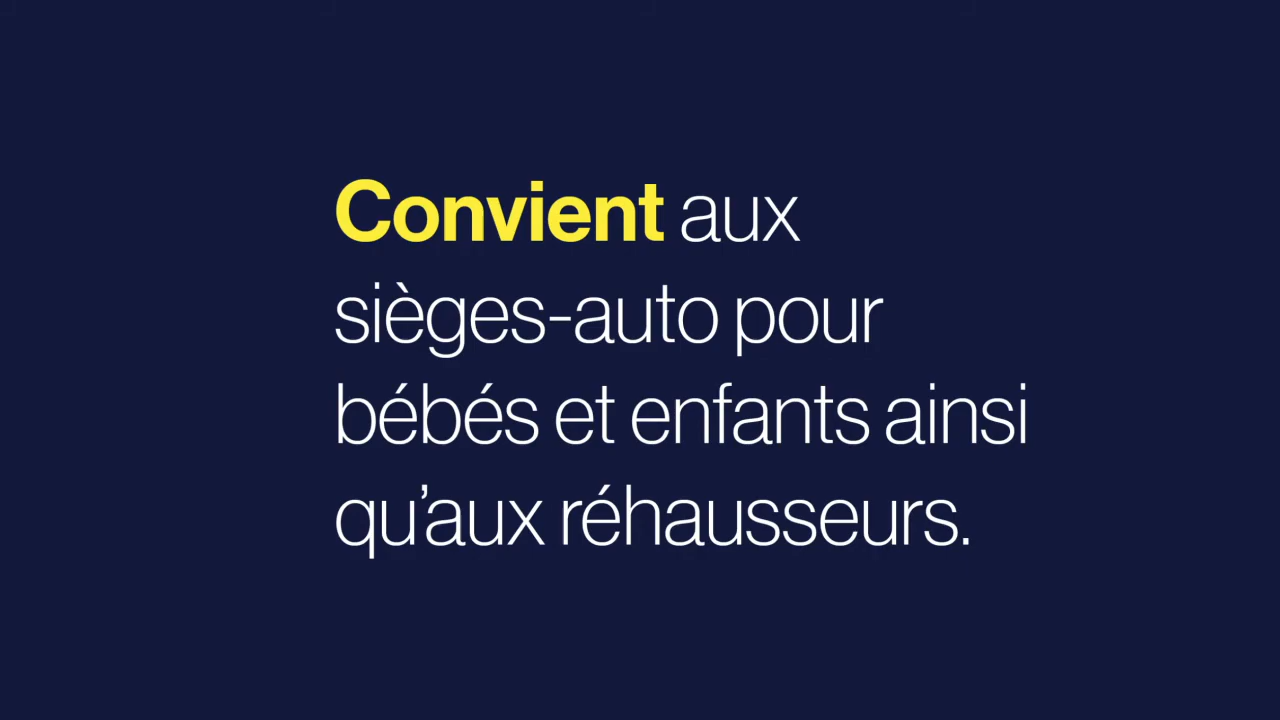 Convient aux
sièges-auto pour
bébés et enfants ainsi
qu’aux réhausseurs.